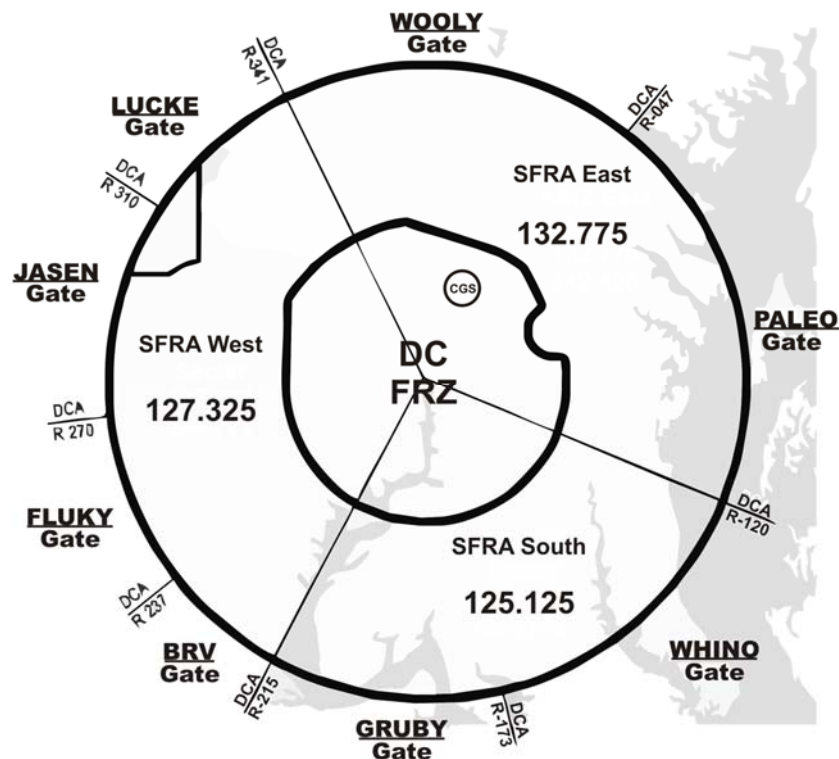 WOOLY
Gate
DCA
R-341
DCA
R-047
LUCKE
Gate
DCA
R 310
SFRA East
132.775
CGS
JASEN
Gate
PALEO
Gate
SFRA West
127.325
DC
FRZ
DCA
R 270
FLUKY
Gate
DCA
R-120
SFRA South
125.125
DCA
R 237
BRV
Gate
WHINO
Gate
DCA
R-215
GRUBY
Gate
DCA
R-173